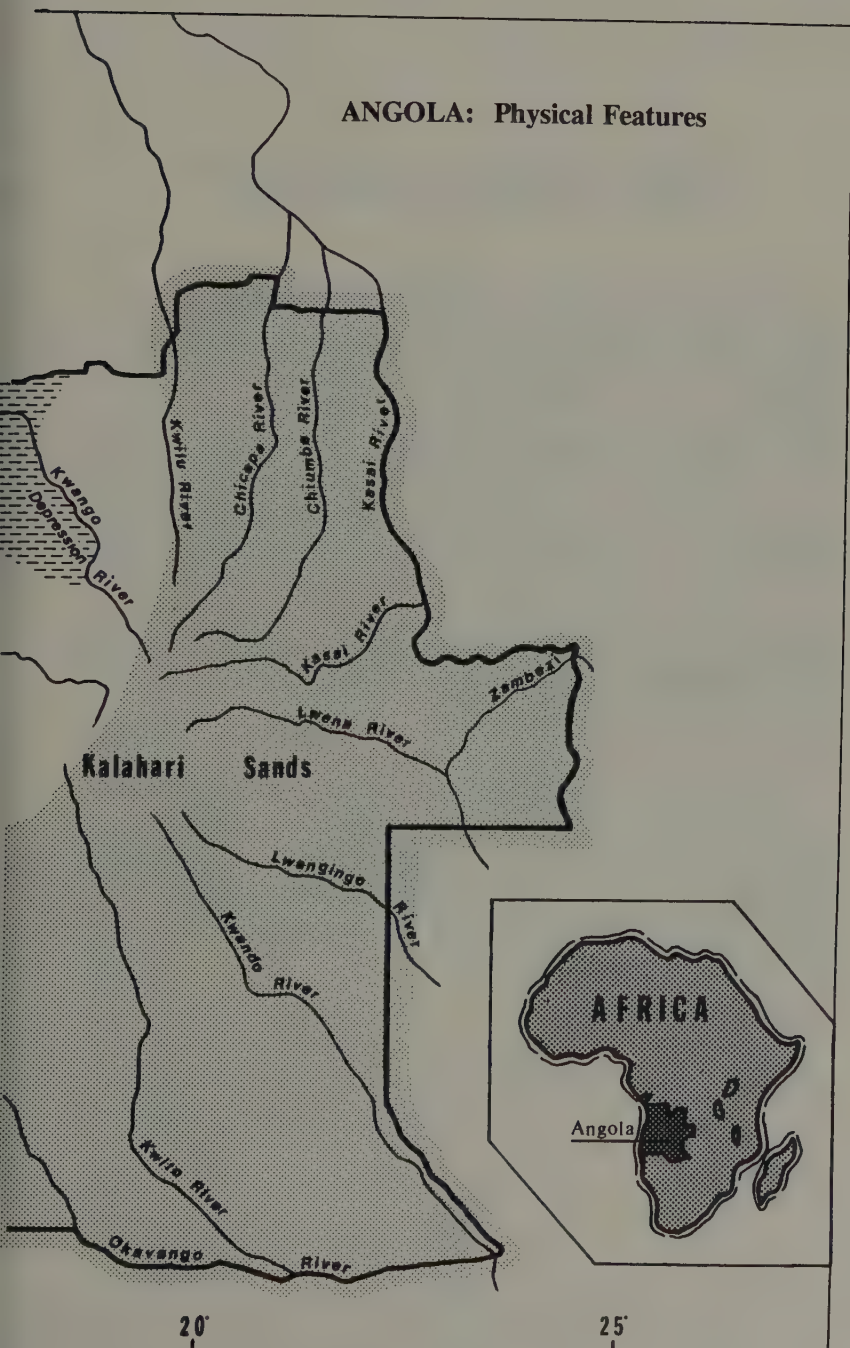 ANGOLA: Physical Features
Kwilu River
Chicapa River
Chiumbe River
Kasai River
Kwango
Depression
River
Kasai River
Zambezi
Lwena River
Kalahari Sands
Lwengingo
River
Kwando
River
AFRICA
Angola
Kwito River
Okavango River
20°
25°